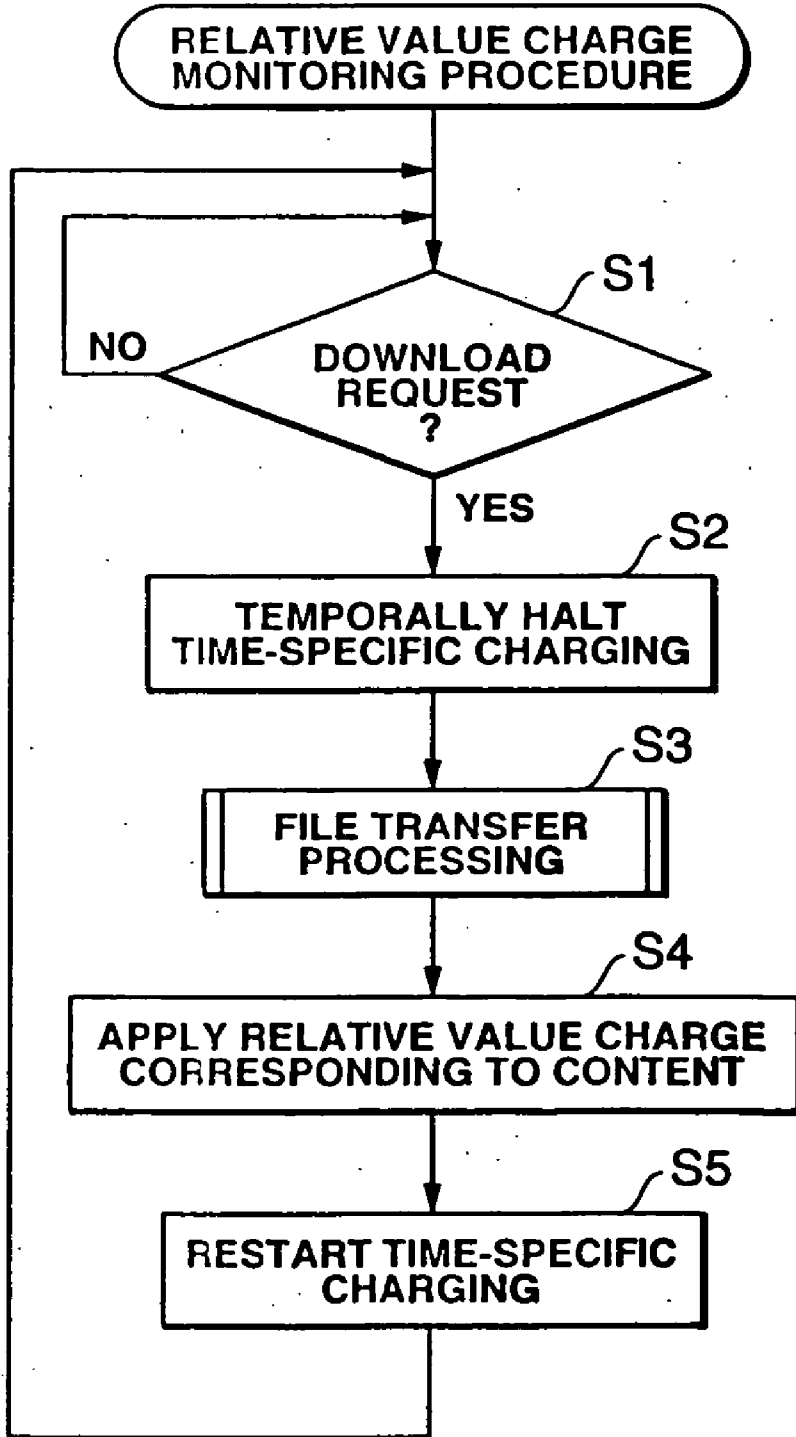 RELATIVE VALUE CHARGE
MONITORING PROCEDURE
S1
NO
DOWNLOAD
REQUEST
?
YES
S2
TEMPORALLY HALT
TIME-SPECIFIC CHARGING
S3
FILE TRANSFER
PROCESSING
S4
APPLY RELATIVE VALUE CHARGE
CORRESPONDING TO CONTENT
S5
RESTART TIME-SPECIFIC
CHARGING